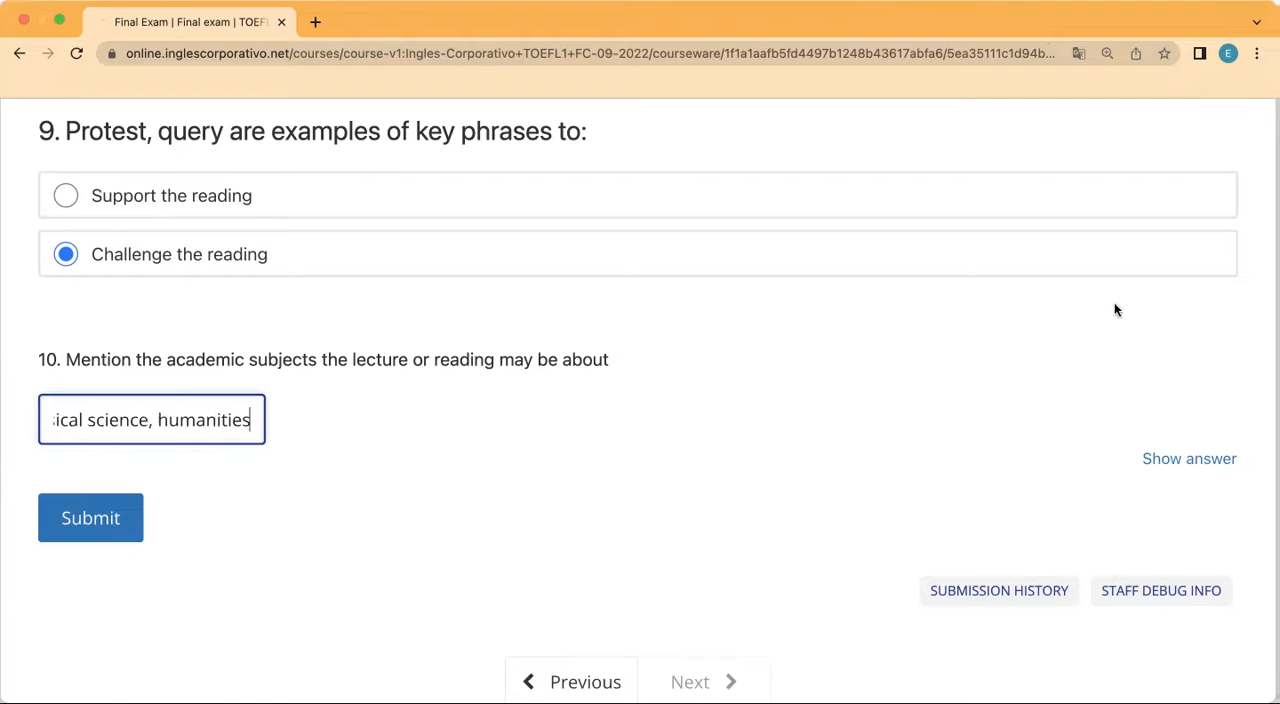 Final Exam | Final exam | TOEF
online.inglescorporativo.net/courses/course-v1:Ingles-Corporativo+TOEFL1+FC-09-2022/courseware/1f1a1aafb5fd4497b1248b43617abfa6/5ea35111c1d94b...
E
9. Protest, query are examples of key phrases to:
Support the reading
Challenge the reading
10. Mention the academic subjects the lecture or reading may be about
ical science, humanities
Show answer
Submit
SUBMISSION HISTORY
STAFF DEBUG INFO
Previous
Next